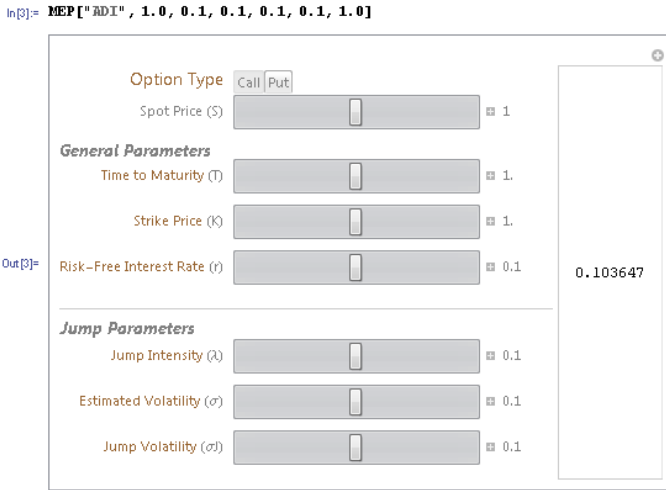 In[3]:= MEP["ADI", 1.0, 0.1, 0.1, 0.1, 0.1, 1.0]
Option Type Call Put
Spot Price (S) 1
General Parameters
Time to Maturity (T) 1.
Strike Price (K) 1.
Out[3]= Risk-Free Interest Rate (r) 0.1
0.103647
Jump Parameters
Jump Intensity (λ) 0.1
Estimated Volatility (σ) 0.1
Jump Volatility (σJ) 0.1